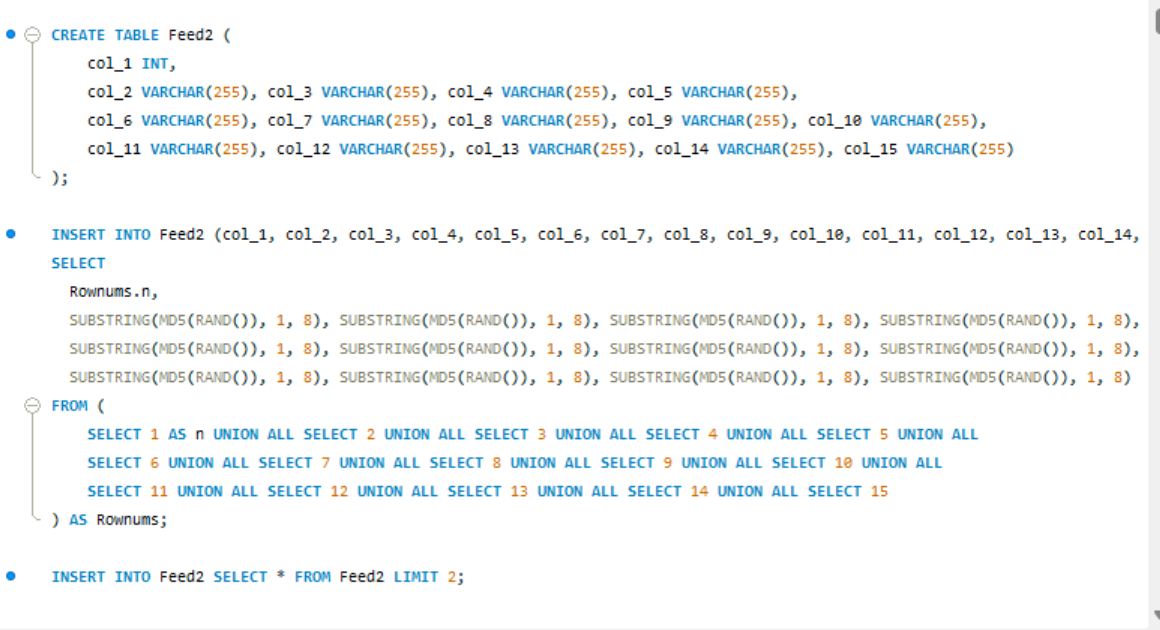 CREATE TABLE Feed2 (
col_1 INT,
col_2 VARCHAR(255), col_3 VARCHAR(255), col_4 VARCHAR(255), col_5 VARCHAR(255),
col_6 VARCHAR(255), col_7 VARCHAR(255), col_8 VARCHAR(255), col_9 VARCHAR(255), col_10 VARCHAR(255),
col_11 VARCHAR(255), col_12 VARCHAR(255), col_13 VARCHAR(255), col_14 VARCHAR(255), col_15 VARCHAR(255)
);
INSERT INTO Feed2 (col_1, col_2, col_3, col_4, col_5, col_6, col_7, col_8, col_9, col_10, col_11, col_12, col_13, col_14,
SELECT
Rownums.n,
SUBSTRING(MD5(RAND()), 1, 8), SUBSTRING(MD5(RAND()), 1, 8), SUBSTRING(MD5(RAND()), 1, 8), SUBSTRING(MD5(RAND()), 1, 8),
SUBSTRING(MD5(RAND()), 1, 8), SUBSTRING(MD5(RAND()), 1, 8), SUBSTRING(MD5(RAND()), 1, 8), SUBSTRING(MD5(RAND()), 1, 8),
SUBSTRING(MD5(RAND()), 1, 8), SUBSTRING(MD5(RAND()), 1, 8), SUBSTRING(MD5(RAND()), 1, 8), SUBSTRING(MD5(RAND()), 1, 8)
FROM (
SELECT 1 AS n UNION ALL SELECT 2 UNION ALL SELECT 3 UNION ALL SELECT 4 UNION ALL SELECT 5 UNION ALL
SELECT 6 UNION ALL SELECT 7 UNION ALL SELECT 8 UNION ALL SELECT 9 UNION ALL SELECT 10 UNION ALL
SELECT 11 UNION ALL SELECT 12 UNION ALL SELECT 13 UNION ALL SELECT 14 UNION ALL SELECT 15
) AS Rownums;
INSERT INTO Feed2 SELECT * FROM Feed2 LIMIT 2;